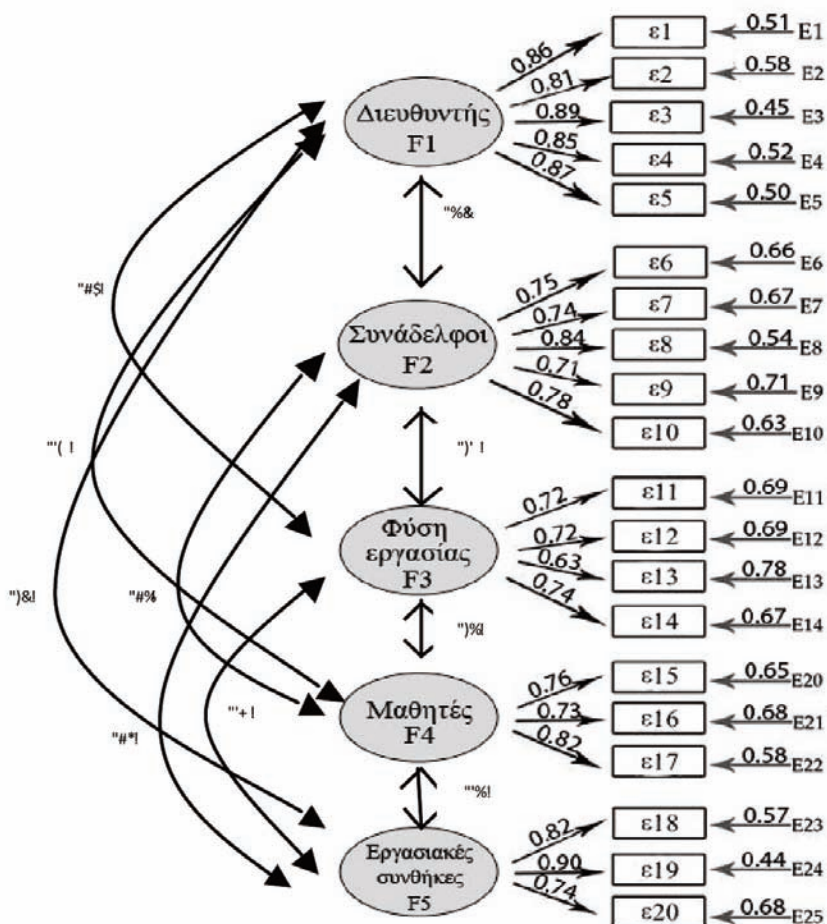 0.86 ε1 0.51 E1
0.81 ε2 0.58 E2
Διευθυντής
F1
0.89 ε3 0.45 E3
0.85 ε4 0.52 E4
0.87 ε5 0.50 E5
"%&
"#$!
0.75 ε6 0.66 E6
0.74 ε7 0.67 E7
Συνάδελφοι
F2
0.84 ε8 0.54 E8
0.71 ε9 0.71 E9
0.78 ε10 0.63 E10
"'( !
")' !
0.72 ε11 0.69 E11
Φύση
εργασίας
F3
0.72 ε12 0.69 E12
0.63 ε13 0.78 E13
0.74 ε14 0.67 E14
")&!
"#%
")%!
0.76 ε15 0.65 E20
Μαθητές
F4
0.73 ε16 0.68 E21
0.82 ε17 0.58 E22
"'+ !
"#*!
"'%!
0.82 ε18 0.57 E23
Εργασιακές
συνθήκες
F5
0.90 ε19 0.44 E24
0.74 ε20 0.68 E25